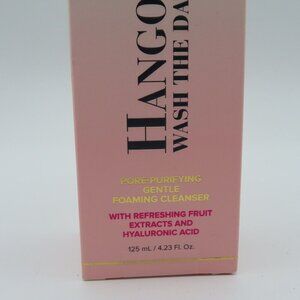 HANGO
WASH THE DA
PORE-PURIFYING
GENTLE
FOAMING CLEANSER
WITH REFRESHING FRUIT
EXTRACTS AND
HYALURONIC ACID
125 mL / 4.23 Fl. Oz.